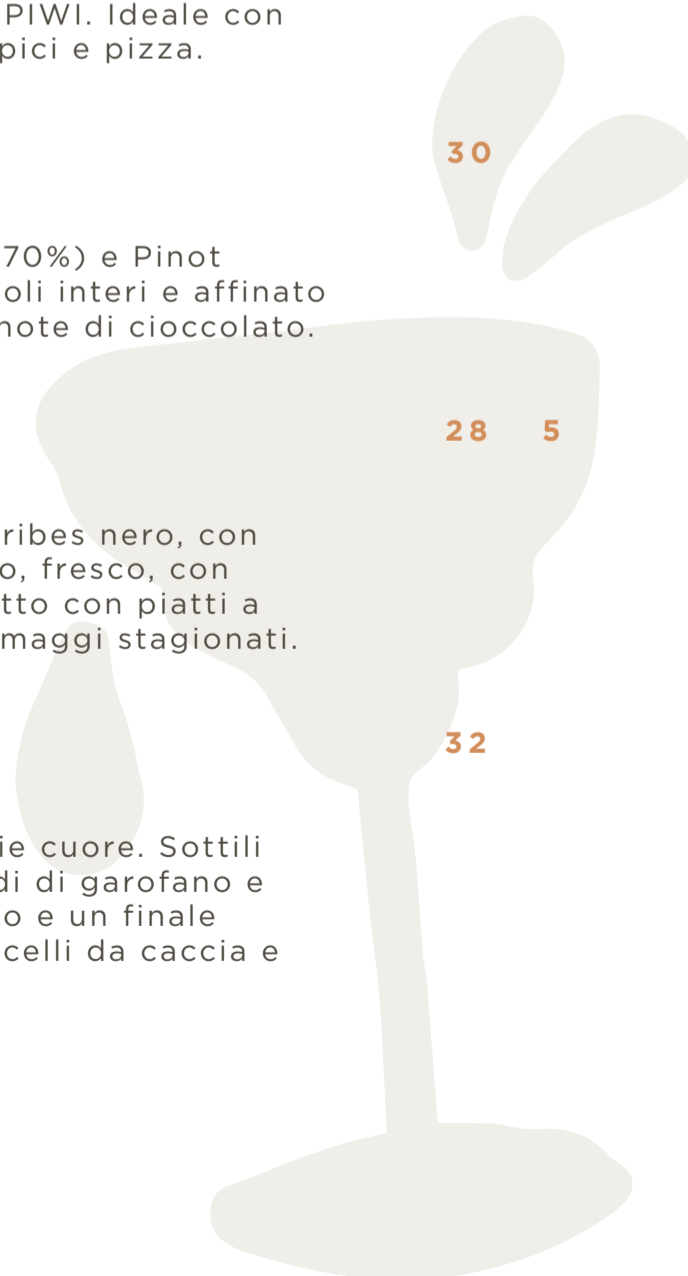 PIWI. Ideale con
pici e pizza.
30
70%) e Pinot
oli interi e affinato
note di cioccolato.
28 5
ribes nero, con
o, fresco, con
tto con piatti a
maggi stagionati.
32
ie cuore. Sottili
di di garofano e
o e un finale
celli da caccia e